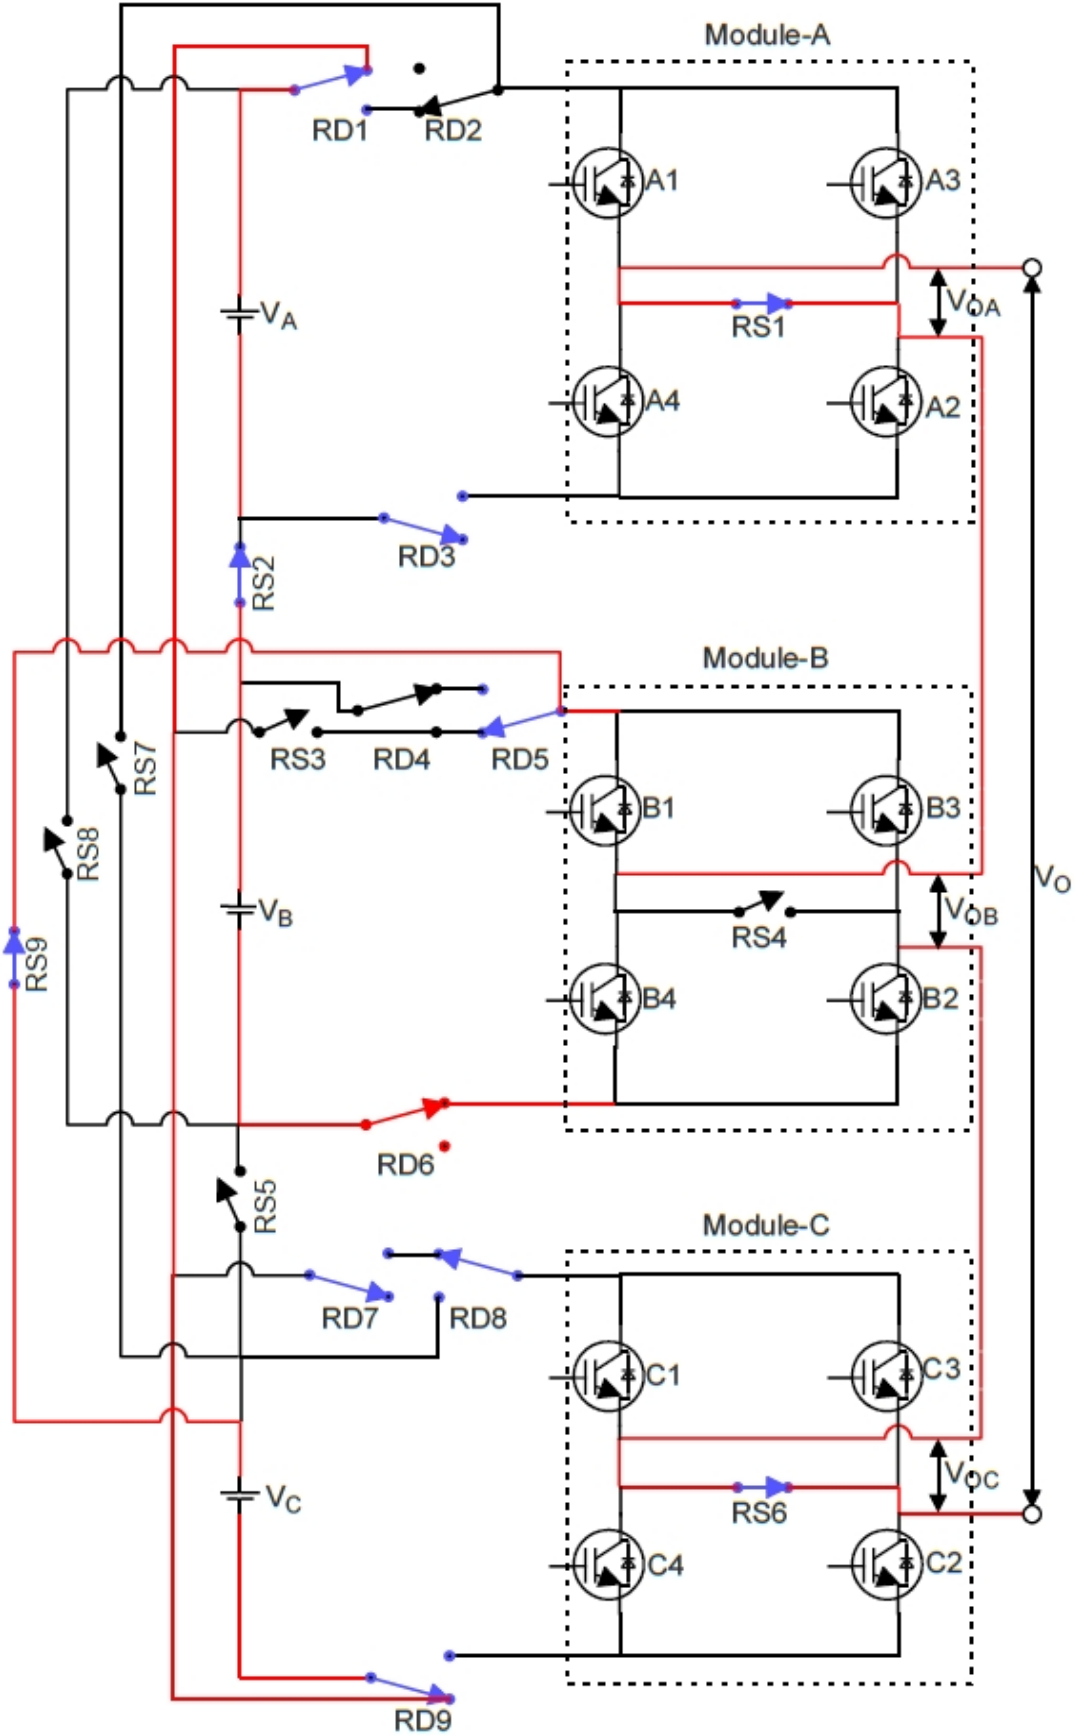 Module-A
RD1
RD2
A1
A3
VA
RS1
VOA
A4
A2
RD3
RS2
Module-B
RS3
RD4
RD5
RS7
B1
B3
RS8
VB
RS4
VOB
VO
RS9
B4
B2
RD6
RS5
Module-C
RD7
RD8
C1
C3
VC
RS6
VOC
C4
C2
RD9